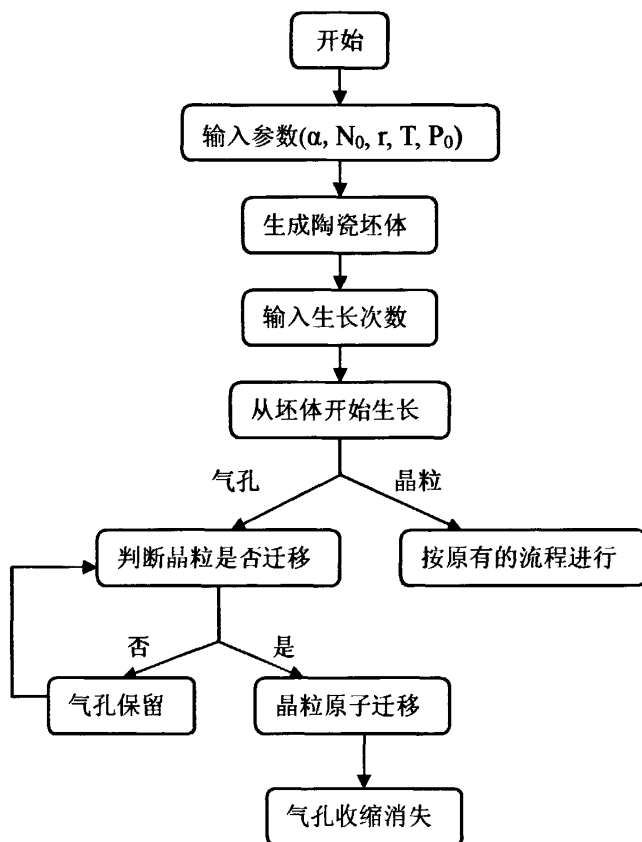 开始
输入参数(α, N₀, r, T, P₀)
生成陶瓷坯体
输入生长次数
从坯体开始生长
气孔
晶粒
判断晶粒是否迁移
按原有的流程进行
否
是
气孔保留
晶粒原子迁移
气孔收缩消失